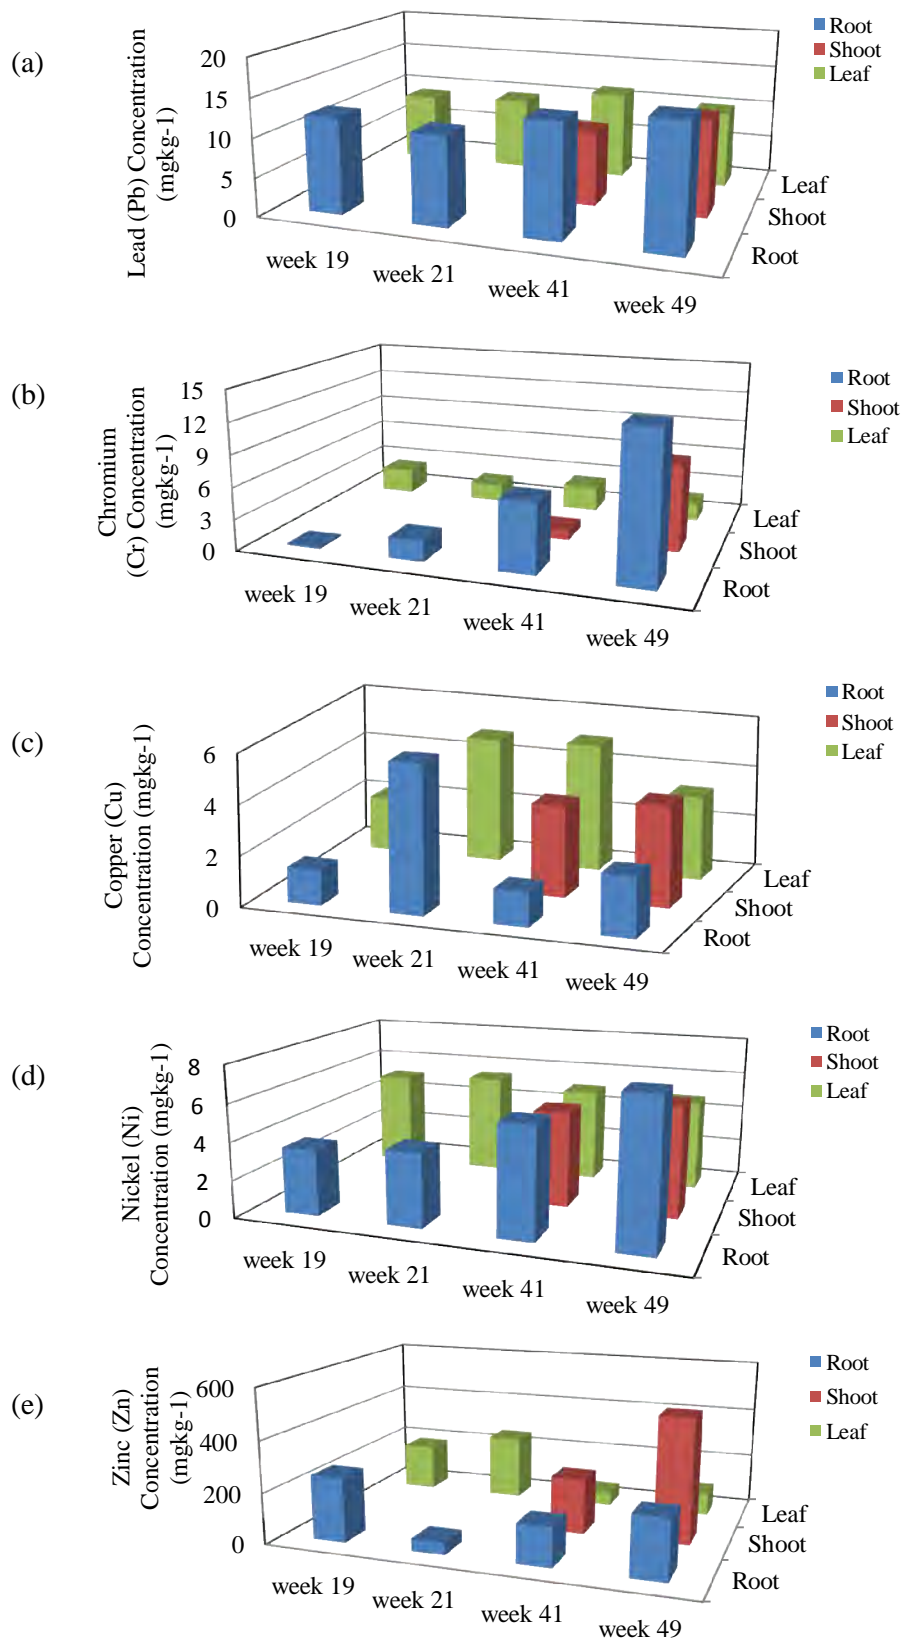 (a)
Lead (Pb) Concentration
(mgkg-1)
20
15
10
5
0
week 19
week 21
week 41
week 49
Root
Shoot
Leaf
Leaf
Shoot
Root
(b)
Chromium
(Cr) Concentration
(mgkg-1)
15
12
9
6
3
0
week 19
week 21
week 41
week 49
Root
Shoot
Leaf
Leaf
Shoot
Root
(c)
Copper (Cu)
Concentration (mgkg-1)
6
4
2
0
week 19
week 21
week 41
week 49
Root
Shoot
Leaf
Leaf
Shoot
Root
(d)
Nickel (Ni)
Concentration (mgkg-1)
8
6
4
2
0
week 19
week 21
week 41
week 49
Root
Shoot
Leaf
Leaf
Shoot
Root
(e)
Zinc (Zn)
Concentration
(mgkg-1)
600
400
200
0
week 19
week 21
week 41
week 49
Root
Shoot
Leaf
Leaf
Shoot
Root